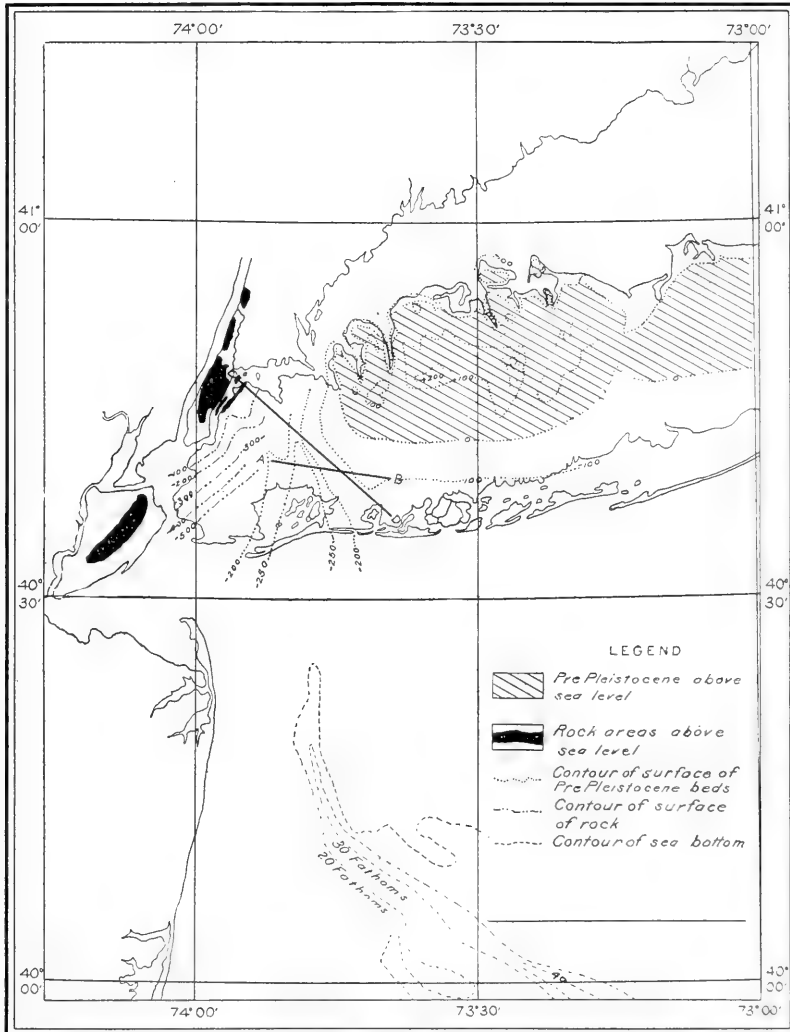 74°00' 73°30' 73°00'
41°
00'
41°
00'
-100
+200
100
-100
A
B
100
100
-100
-200
-300
-500
-200
-250
-250
-200
40°
30'
40°
30'
LEGEND
Pre Pleistocene above
sea level
Rock areas above
sea level
Contour of surface of
Pre Pleistocene beds
Contour of surface
of rock
Contour of sea bottom
30 Fathoms
20 Fathoms
40
40°
00'
40°
00'
74°00' 73°30' 73°00'